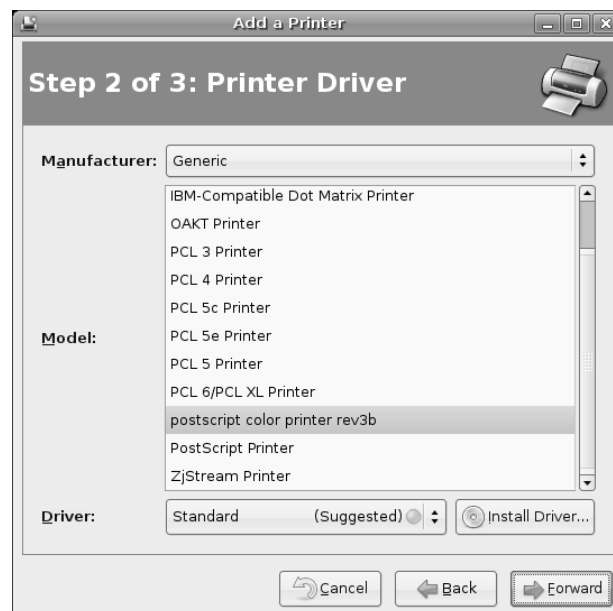 Add a Printer
Step 2 of 3: Printer Driver
Manufacturer: Generic
IBM-Compatible Dot Matrix Printer
OAKT Printer
PCL 3 Printer
PCL 4 Printer
PCL 5c Printer
Model:
PCL 5e Printer
PCL 5 Printer
PCL 6/PCL XL Printer
postscript color printer rev3b
PostScript Printer
ZjStream Printer
Driver: Standard (Suggested) Install Driver...
Cancel Back Forward